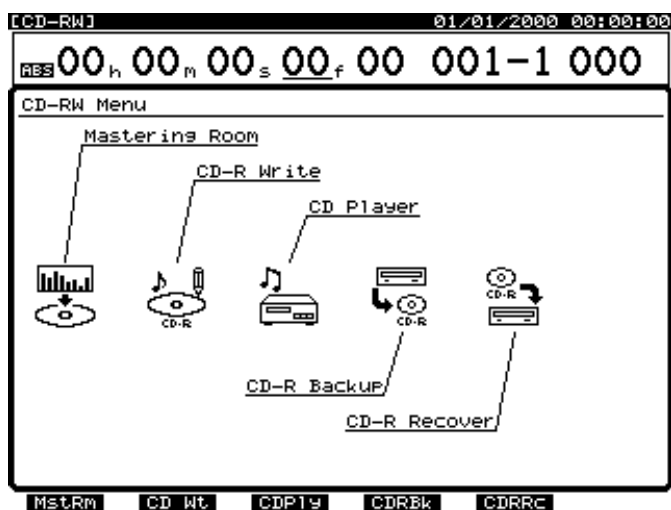 [CD-RW] 01/01/2000 00:00:00
ABS 00h 00m 00s 00f 00 001-1 000
CD-RW Menu
Mastering Room
CD-R Write
CD Player
CD-R
CD-R
CD-R
CD-R Backup
CD-R Recover
MstRm CD Wt CDPly CDRBk CDRRc